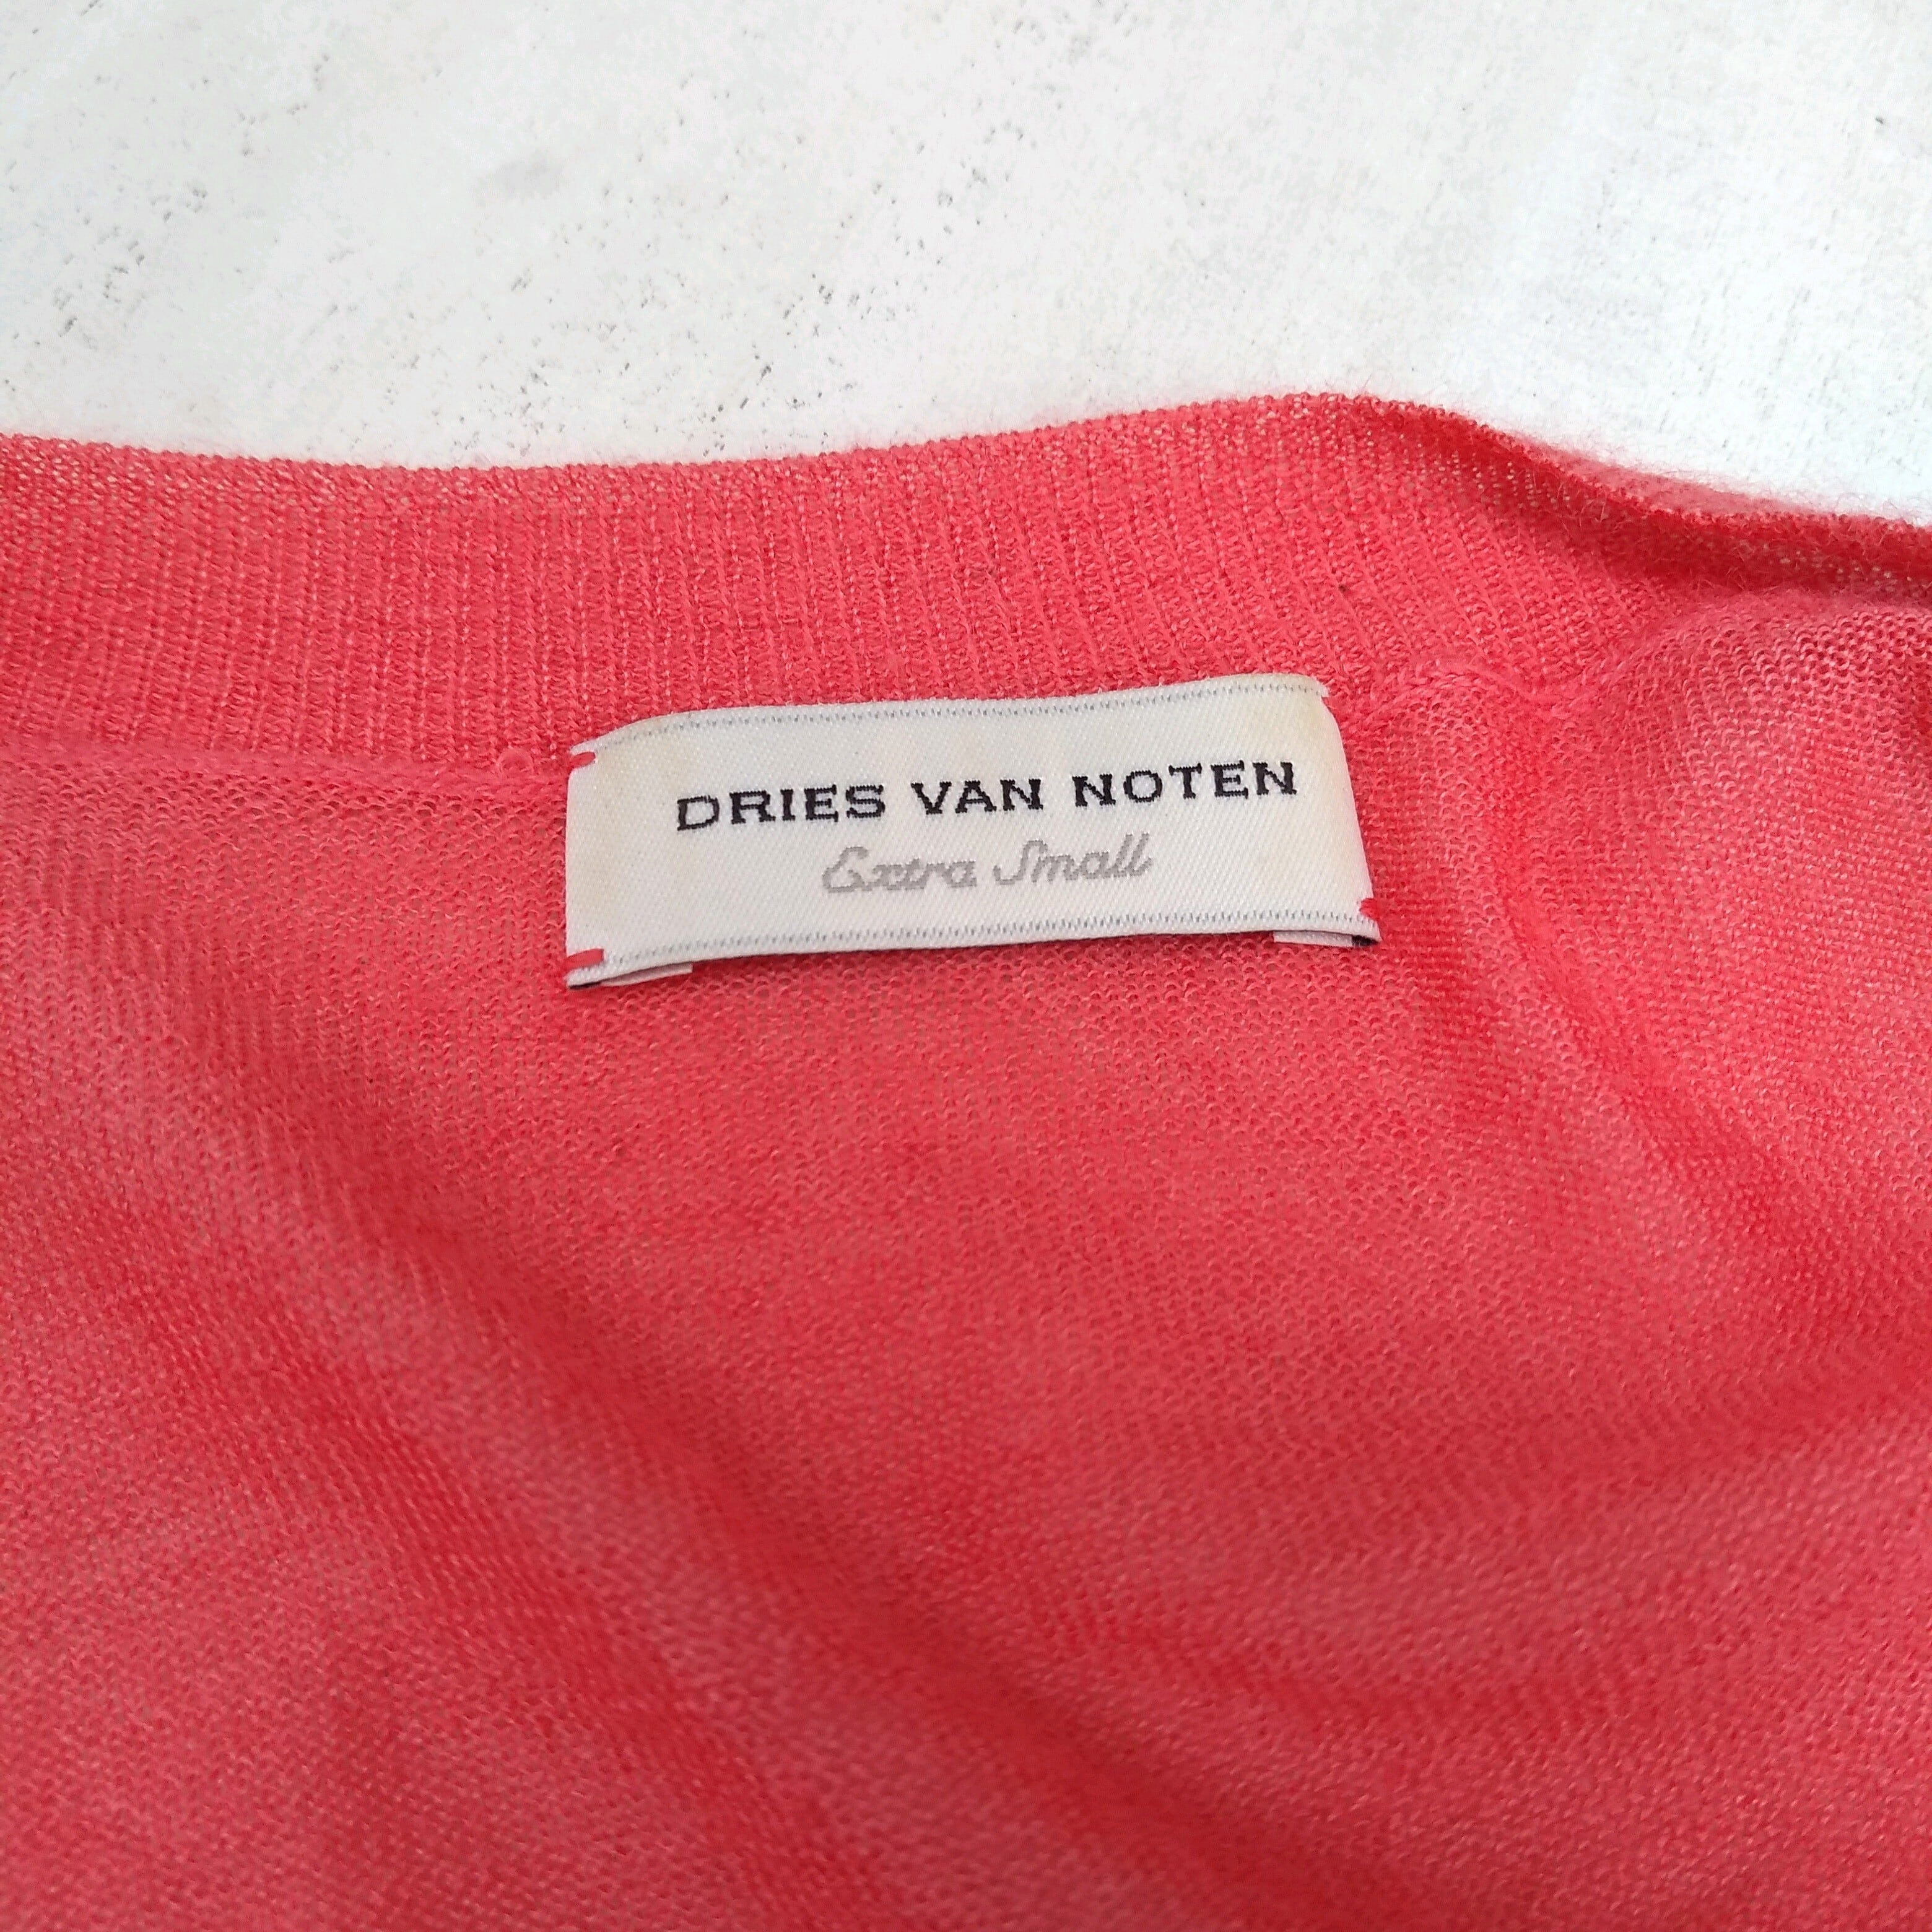 DRIES VAN NOTEN
Extra Small